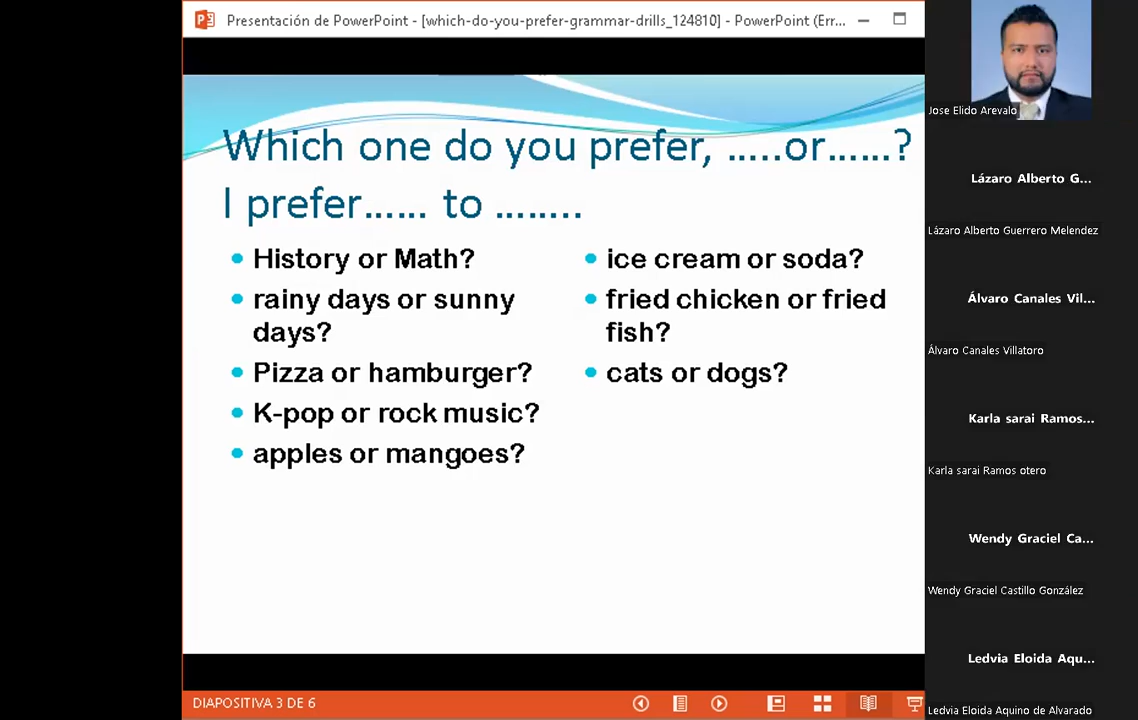 Presentación de PowerPoint - [which-do-you-prefer-grammar-drills_124810] - PowerPoint (Err...
Which one do you prefer, .....or......?
I prefer...... to ........
History or Math?
rainy days or sunny
days?
Pizza or hamburger?
K-pop or rock music?
apples or mangoes?
ice cream or soda?
fried chicken or fried
fish?
cats or dogs?
DIAPOSITIVA 3 DE 6
Jose Elido Arevalo
Lázaro Alberto G...
Lázaro Alberto Guerrero Melendez
Álvaro Canales Vil...
Álvaro Canales Villatoro
Karla sarai Ramos...
Karla sarai Ramos otero
Wendy Graciel Ca...
Wendy Graciel Castillo González
Ledvia Eloida Aqu...
Ledvia Eloida Aquino de Alvarado